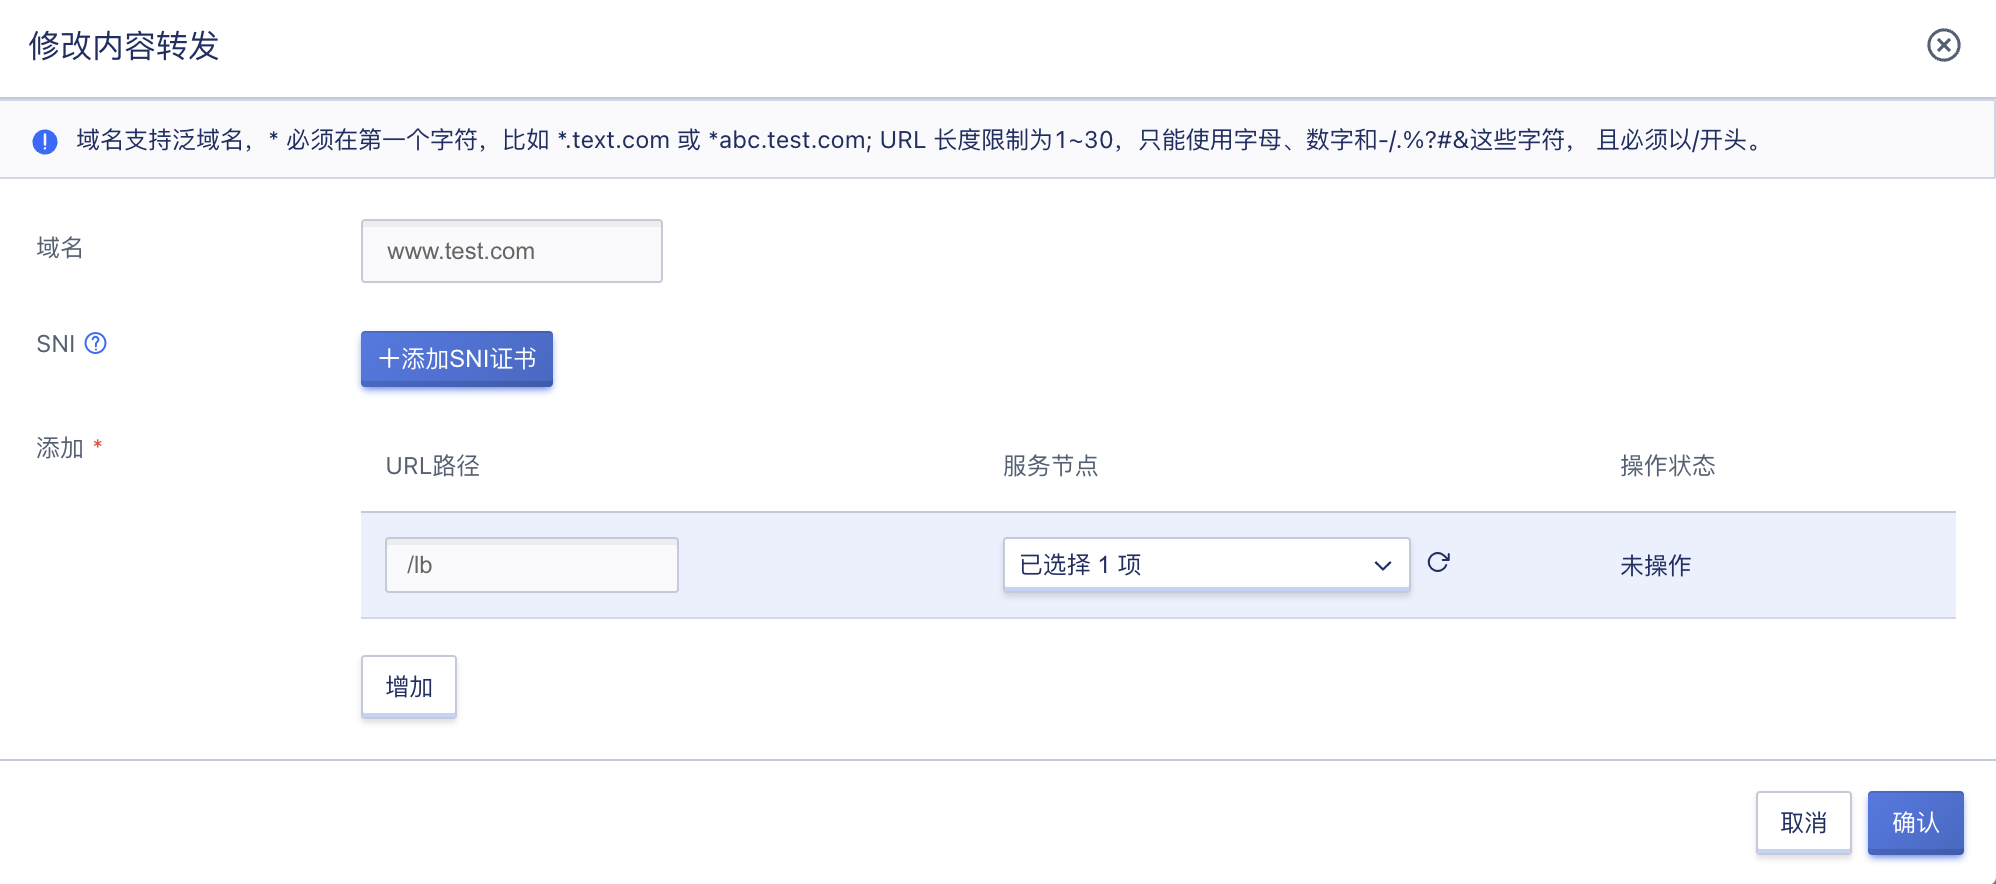 修改内容转发
域名支持泛域名，* 必须在第一个字符，比如 *.text.com 或 *abc.test.com; URL 长度限制为1~30，只能使用字母、数字和-/.%?#&这些字符， 且必须以/开头。
域名
www.test.com
SNI
添加SNI证书
添加 *
URL路径 服务节点 操作状态
/lb 已选择 1 项 未操作
增加
取消 确认